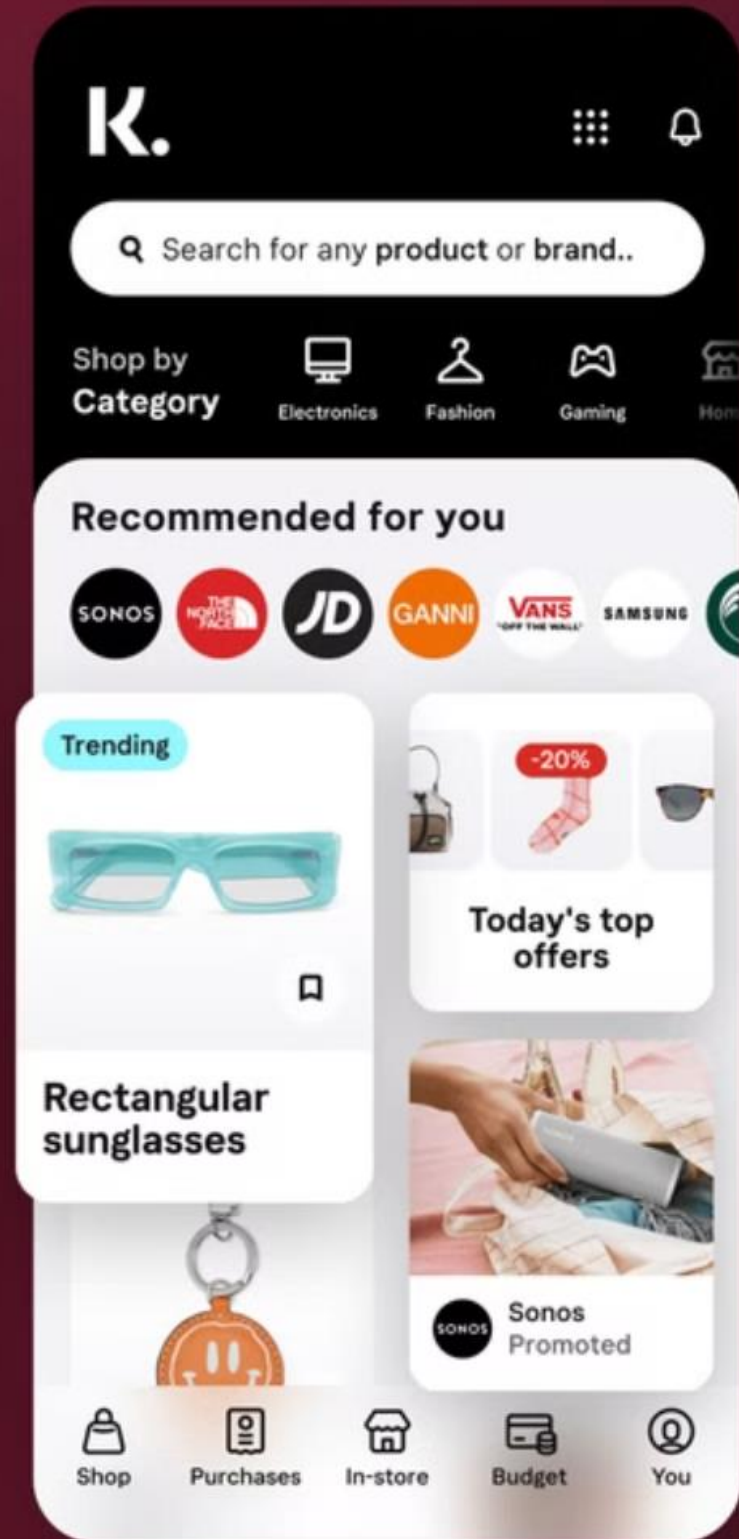 K.
Search for any product or brand..
Shop by
Category
Electronics
Fashion
Gaming
Recommended for you
SONOS
THE
NORTH
FACE
JD
GANNI
VANS
"OFF THE WALL"
SAMSUNG
Trending
-20%
Today's top
offers
Rectangular
sunglasses
SONOS
Sonos
Promoted
Shop
Purchases
In-store
Budget
You